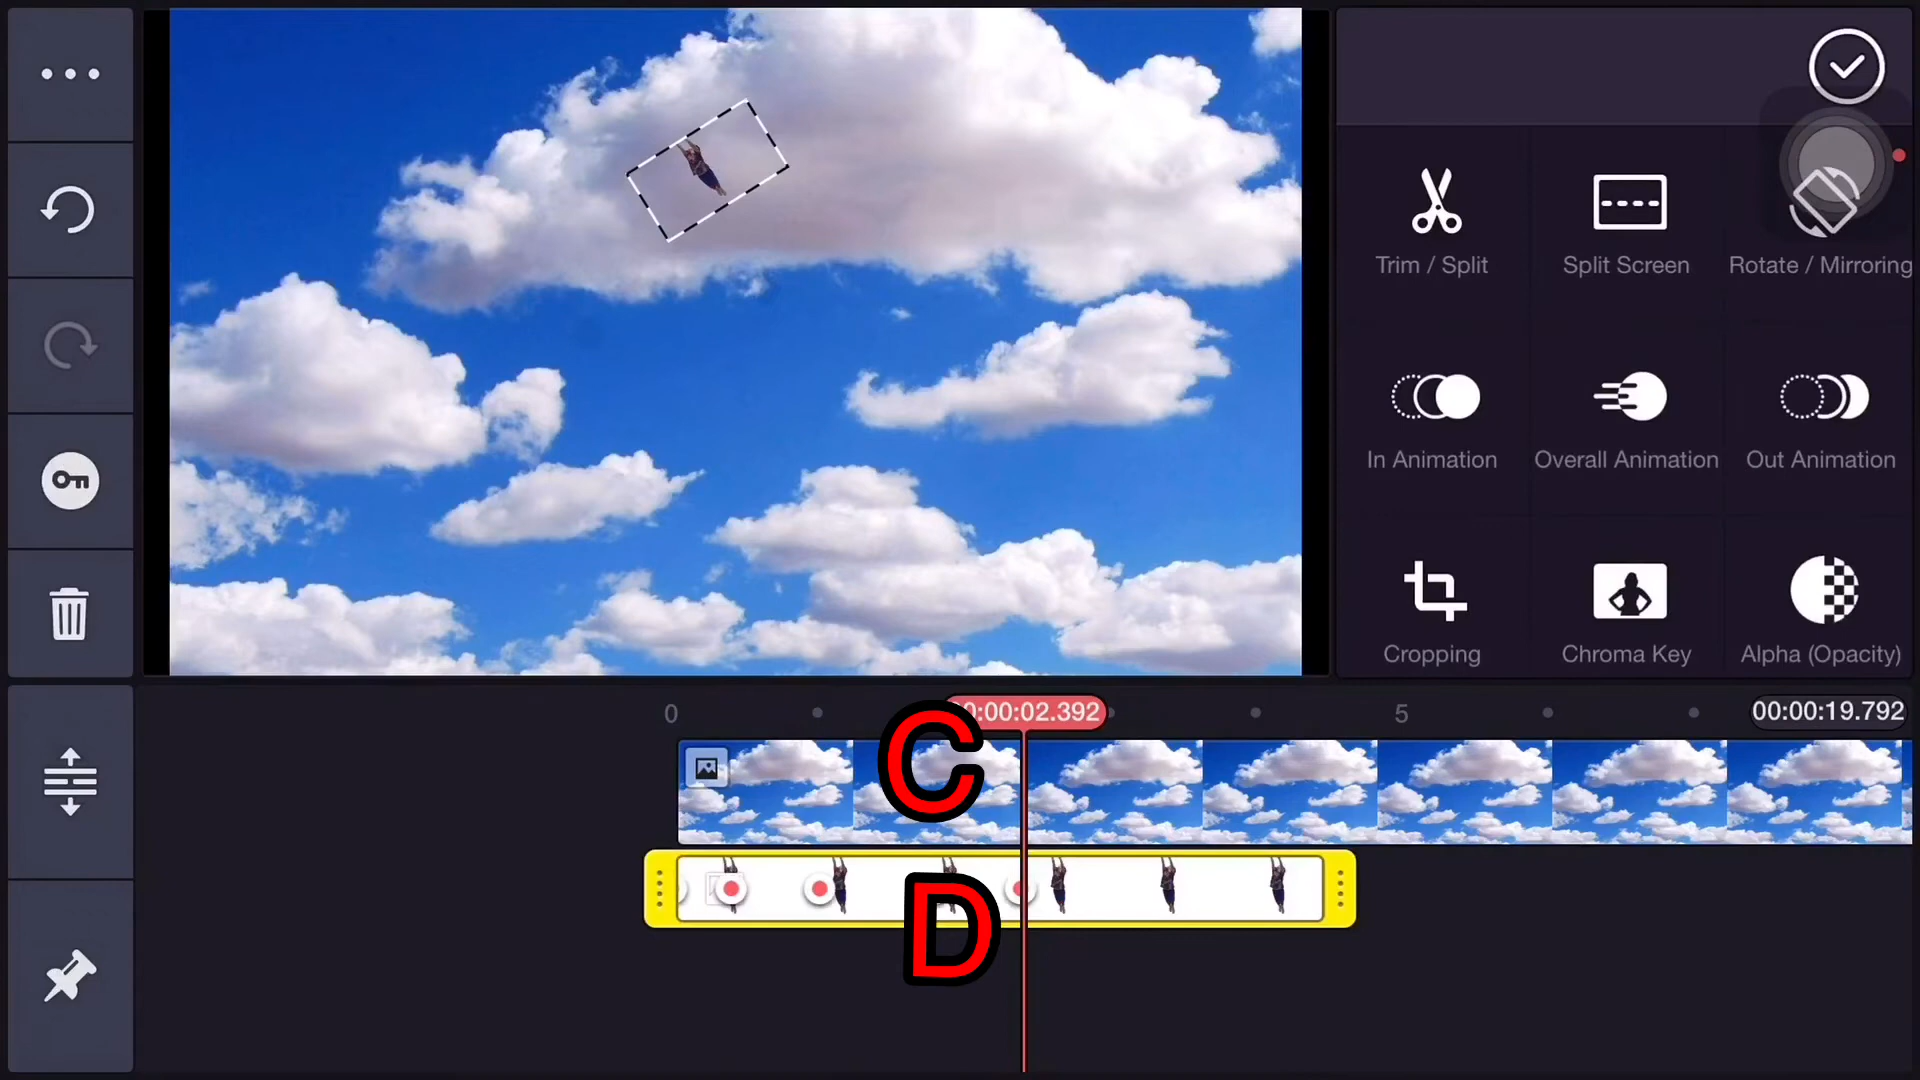 Trim / Split
Split Screen
Rotate / Mirroring
In Animation
Overall Animation
Out Animation
Cropping
Chroma Key
Alpha (Opacity)
0
00:00:02.392
5
00:00:19.792
C
D